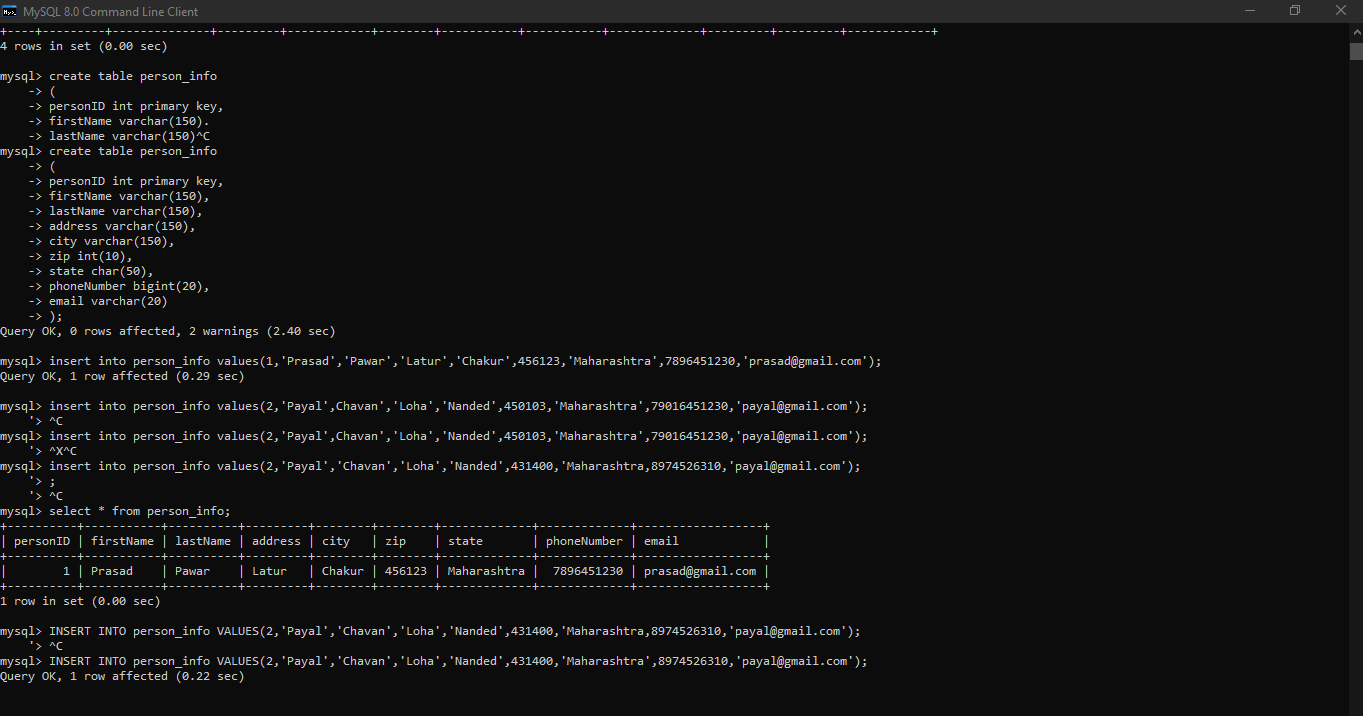 MySQL 8.0 Command Line Client
+----+---------+--------------+---------+------------+--------+-----------+-----------+-------------+---------+---------+------------+
4 rows in set (0.00 sec)
mysql> create table person_info
    -> (
    -> personID int primary key,
    -> firstName varchar(150).
    -> lastName varchar(150)^C
mysql> create table person_info
    -> (
    -> personID int primary key,
    -> firstName varchar(150),
    -> lastName varchar(150),
    -> address varchar(150),
    -> city varchar(150),
    -> zip int(10),
    -> state char(50),
    -> phoneNumber bigint(20),
    -> email varchar(20)
    -> );
Query OK, 0 rows affected, 2 warnings (2.40 sec)
mysql> insert into person_info values(1,'Prasad','Pawar','Latur','Chakur',456123,'Maharashtra',7896451230,'prasad@gmail.com');
Query OK, 1 row affected (0.29 sec)
mysql> insert into person_info values(2,'Payal',Chavan','Loha','Nanded',450103,'Maharashtra',79016451230,'payal@gmail.com');
    '> ^C
mysql> insert into person_info values(2,'Payal',Chavan','Loha','Nanded',450103,'Maharashtra',79016451230,'payal@gmail.com');
    '> ^X^C
mysql> insert into person_info values(2,'Payal','Chavan','Loha','Nanded',431400,'Maharashtra,8974526310,'payal@gmail.com');
    '> ;
    '> ^C
mysql> select * from person_info;
+----------+-----------+----------+---------+--------+--------+-------------+-------------+------------------+
| personID | firstName | lastName | address | city   | zip    | state       | phoneNumber | email            |
+----------+-----------+----------+---------+--------+--------+-------------+-------------+------------------+
|        1 | Prasad    | Pawar    | Latur   | Chakur | 456123 | Maharashtra |  7896451230 | prasad@gmail.com |
+----------+-----------+----------+---------+--------+--------+-------------+-------------+------------------+
1 row in set (0.00 sec)
mysql> INSERT INTO person_info VALUES(2,'Payal','Chavan','Loha','Nanded',431400,'Maharashtra,8974526310,'payal@gmail.com');
    '> ^C
mysql> INSERT INTO person_info VALUES(2,'Payal','Chavan','Loha','Nanded',431400,'Maharashtra',8974526310,'payal@gmail.com');
Query OK, 1 row affected (0.22 sec)